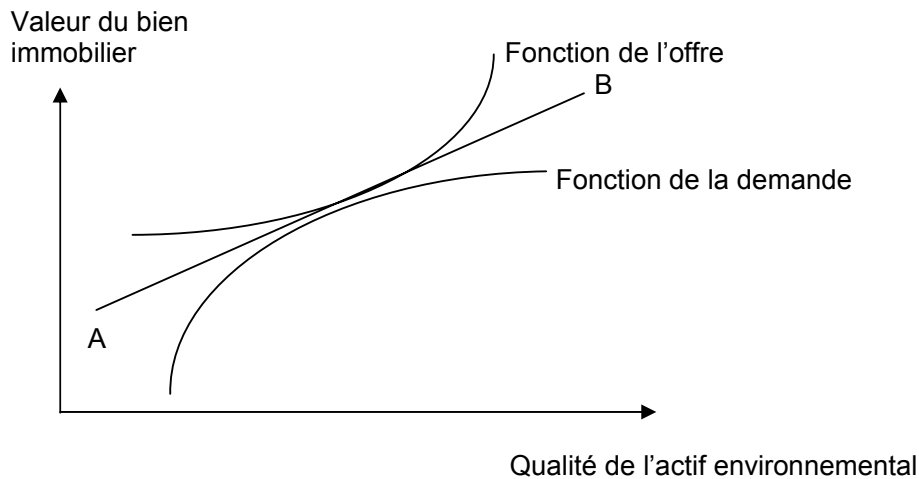 Valeur du bien
immobilier
Fonction de l’offre
B
Fonction de la demande
A
Qualité de l’actif environnemental